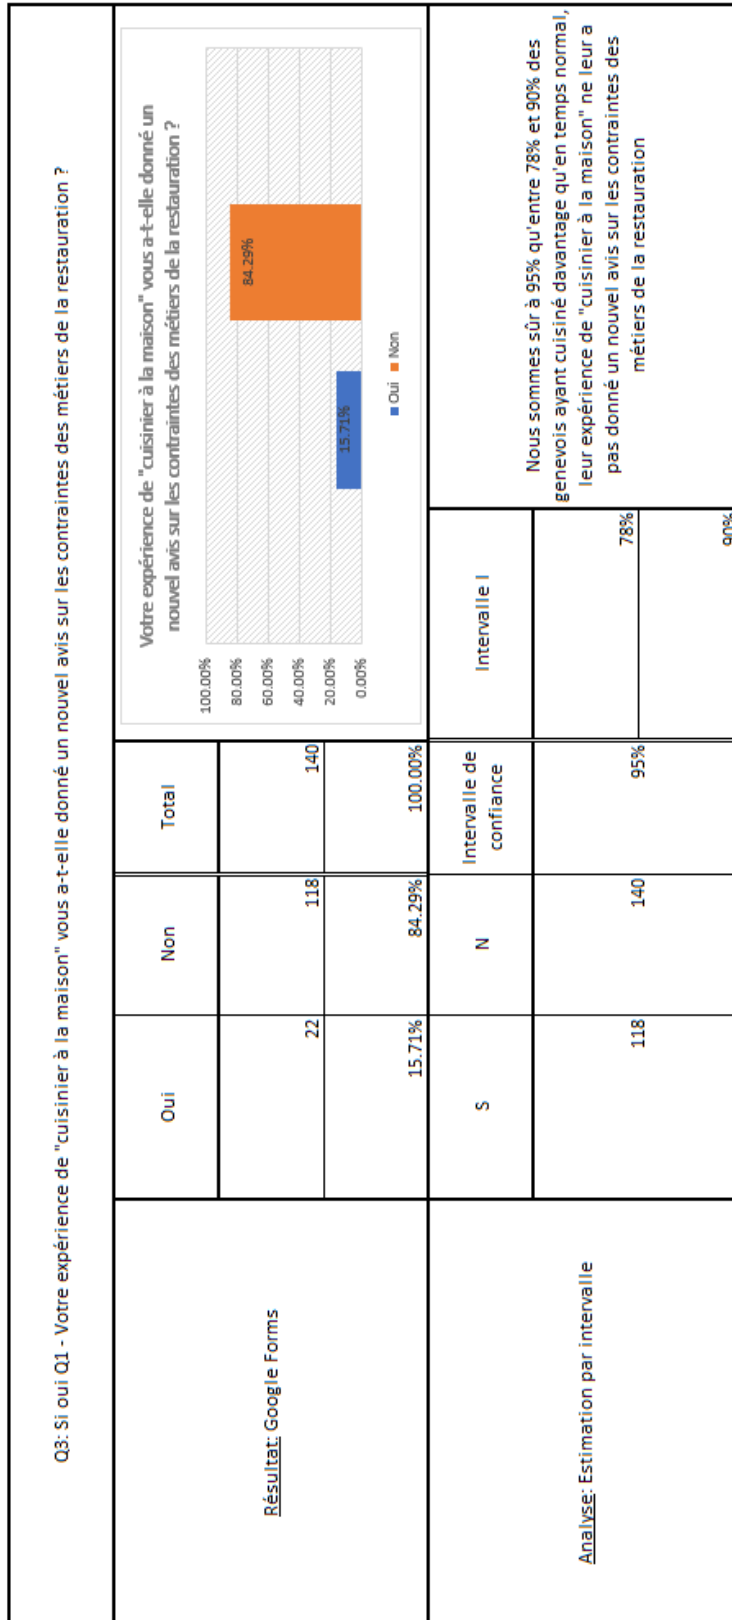 Q3: Si oui Q1 - Votre expérience de "cuisinier à la maison" vous a-t-elle donné un nouvel avis sur les contraintes des métiers de la restauration ?
Résultat: Google Forms
Oui
Non
Total
22
118
140
15.71%
84.29%
100.00%
Votre expérience de "cuisinier à la maison" vous a-t-elle donné un
nouvel avis sur les contraintes des métiers de la restauration ?
100.00%
80.00%
60.00%
40.00%
20.00%
0.00%
15.71%
84.29%
Oui Non
Analyse: Estimation par intervalle
S
N
Intervalle de
confiance
Intervalle I
118
140
95%
78%
90%
Nous sommes sûr à 95% qu'entre 78% et 90% des
genevois ayant cuisiné davantage qu'en temps normal,
leur expérience de "cuisinier à la maison" ne leur a
pas donné un nouvel avis sur les contraintes des
métiers de la restauration